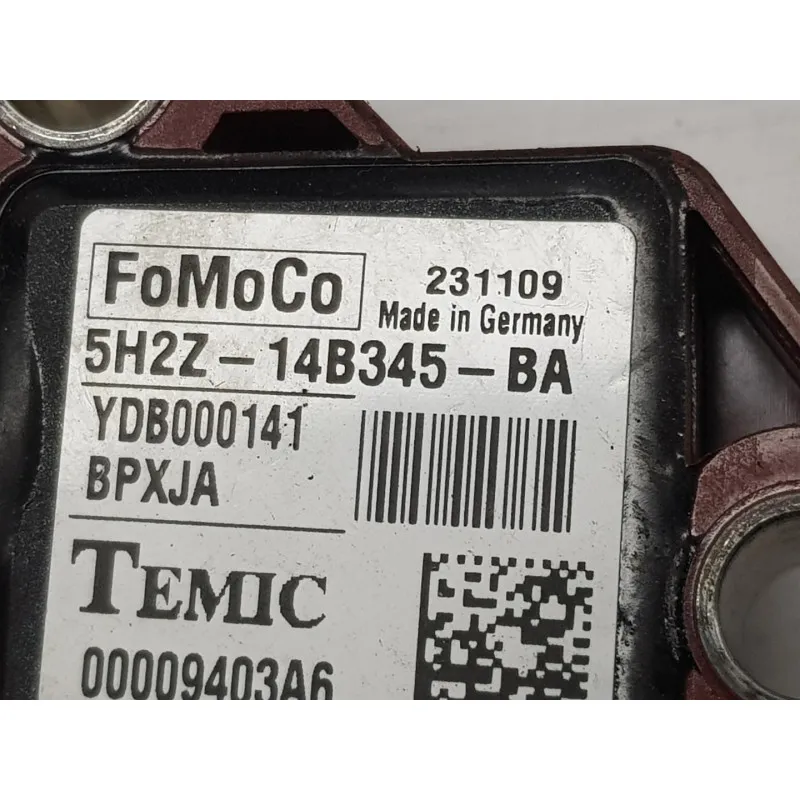 FoMoCo
231109
Made in Germany
5H2Z-14B345-BA
YDB000141
BPXJA
TEMIC
00009403A6